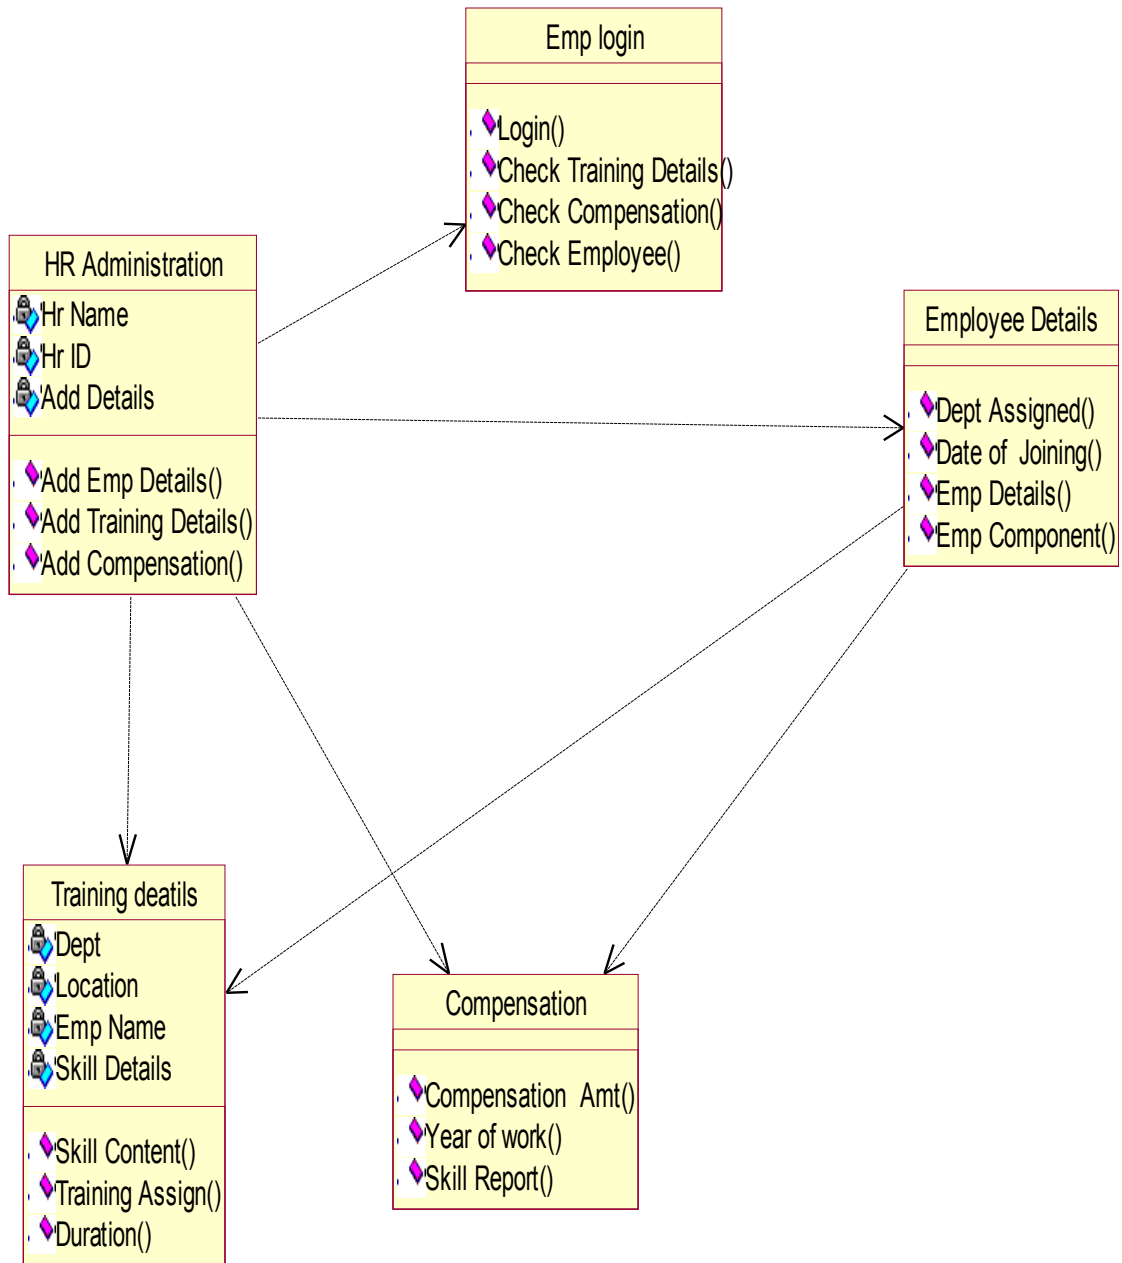 Emp login
Login()
Check Training Details()
Check Compensation()
Check Employee()
HR Administration
Hr Name
Hr ID
Add Details
Add Emp Details()
Add Training Details()
Add Compensation()
Employee Details
Dept Assigned()
Date of Joining()
Emp Details()
Emp Component()
Training deatils
Dept
Location
Emp Name
Skill Details
Skill Content()
Training Assign()
Duration()
Compensation
Compensation Amt()
Year of work()
Skill Report()